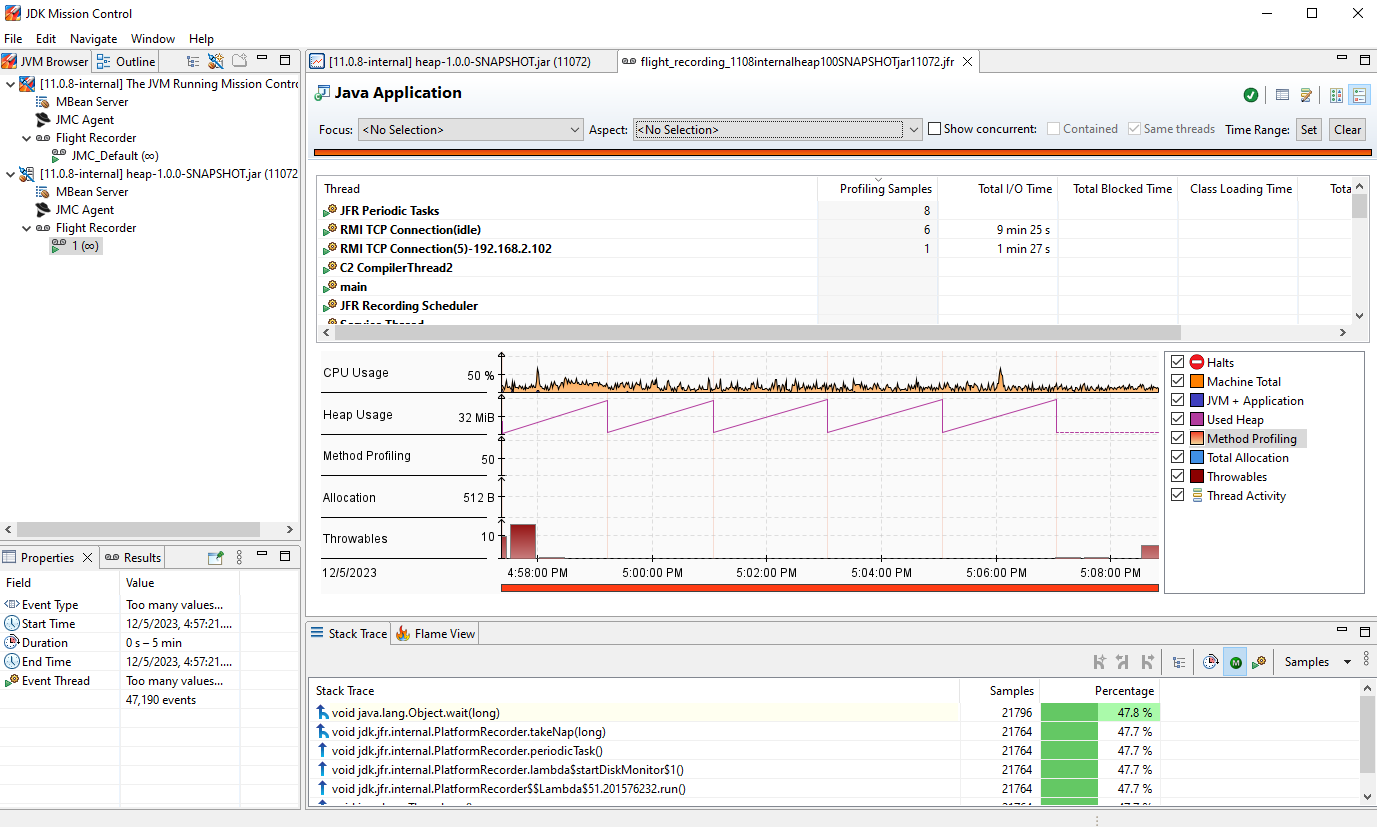 JDK Mission Control
File Edit Navigate Window Help
JVM Browser Outline
[11.0.8-internal] The JVM Running Mission Contro
MBean Server
JMC Agent
Flight Recorder
JMC_Default (∞)
[11.0.8-internal] heap-1.0.0-SNAPSHOT.jar (11072
MBean Server
JMC Agent
Flight Recorder
1 (∞)
Properties Results
Field Value
Event Type Too many values...
Start Time 12/5/2023, 4:57:21....
Duration 0 s – 5 min
End Time 12/5/2023, 4:57:21....
Event Thread Too many values...
47,190 events
[11.0.8-internal] heap-1.0.0-SNAPSHOT.jar (11072) flight_recording_1108internalheap100SNAPSHOTjar11072.jfr
Java Application
Focus: <No Selection> Aspect: <No Selection> Show concurrent: Contained Same threads Time Range: Set Clear
Thread Profiling Samples Total I/O Time Total Blocked Time Class Loading Time Tota
JFR Periodic Tasks 8
RMI TCP Connection(idle) 6 9 min 25 s
RMI TCP Connection(5)-192.168.2.102 1 1 min 27 s
C2 CompilerThread2
main
JFR Recording Scheduler
Service Thread
CPU Usage 50 %
Heap Usage 32 MiB
Method Profiling 50
Allocation 512 B
Throwables 10
12/5/2023 4:58:00 PM 5:00:00 PM 5:02:00 PM 5:04:00 PM 5:06:00 PM 5:08:00 PM
Halts
Machine Total
JVM + Application
Used Heap
Method Profiling
Total Allocation
Throwables
Thread Activity
Stack Trace Flame View
M Samples
Stack Trace Samples Percentage
void java.lang.Object.wait(long) 21796 47.8 %
void jdk.jfr.internal.PlatformRecorder.takeNap(long) 21764 47.7 %
void jdk.jfr.internal.PlatformRecorder.periodicTask() 21764 47.7 %
void jdk.jfr.internal.PlatformRecorder.lambda$startDiskMonitor$1() 21764 47.7 %
void jdk.jfr.internal.PlatformRecorder$$Lambda$51.201576232.run() 21764 47.7 %